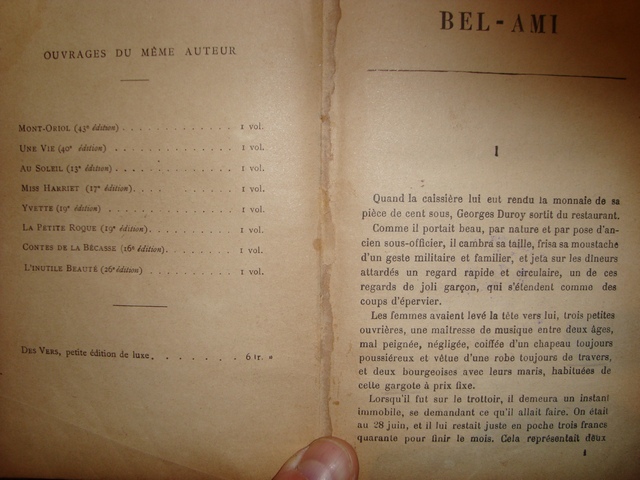 OUVRAGES DU MÊME AUTEUR
MONT-ORIOL (43e édition) . . . . . . . . . . . . 1 vol.
UNE VIE (40e édition) . . . . . . . . . . . . 1 vol.
AU SOLEIL (13e édition) . . . . . . . . . . . . 1 vol.
MISS HARRIET (17e édition) . . . . . . . . . . . 1 vol.
YVETTE (19e édition) . . . . . . . . . . . . 1 vol.
LA PETITE ROQUE (19e édition) . . . . . . . . . 1 vol.
CONTES DE LA BÉCASSE (16e édition) . . . . . . . 1 vol.
L'INUTILE BEAUTÉ (26e édition) . . . . . . . . . 1 vol.
DES VERS, petite édition de luxe . . . . . . . . 6 fr. »
BEL-AMI
I
Quand la caissière lui eut rendu la monnaie de sa
pièce de cent sous, Georges Duroy sortit du restaurant.
Comme il portait beau, par nature et par pose d'an-
cien sous-officier, il cambra sa taille, frisa sa moustache
d'un geste militaire et familier, et jeta sur les dîneurs
attardés un regard rapide et circulaire, un de ces
regards de joli garçon, qui s'étendent comme des
coups d'épervier.
Les femmes avaient levé la tête vers lui, trois petites
ouvrières, une maîtresse de musique entre deux âges,
mal peignée, négligée, coiffée d'un chapeau toujours
poussiéreux et vêtue d'une robe toujours de travers,
et deux bourgeoises avec leurs maris, habituées de
cette gargote à prix fixe.
Lorsqu'il fut sur le trottoir, il demeura un instant
immobile, se demandant ce qu'il allait faire. On était
au 28 juin, et il lui restait juste en poche trois francs
quarante pour finir le mois. Cela représentait deux
1